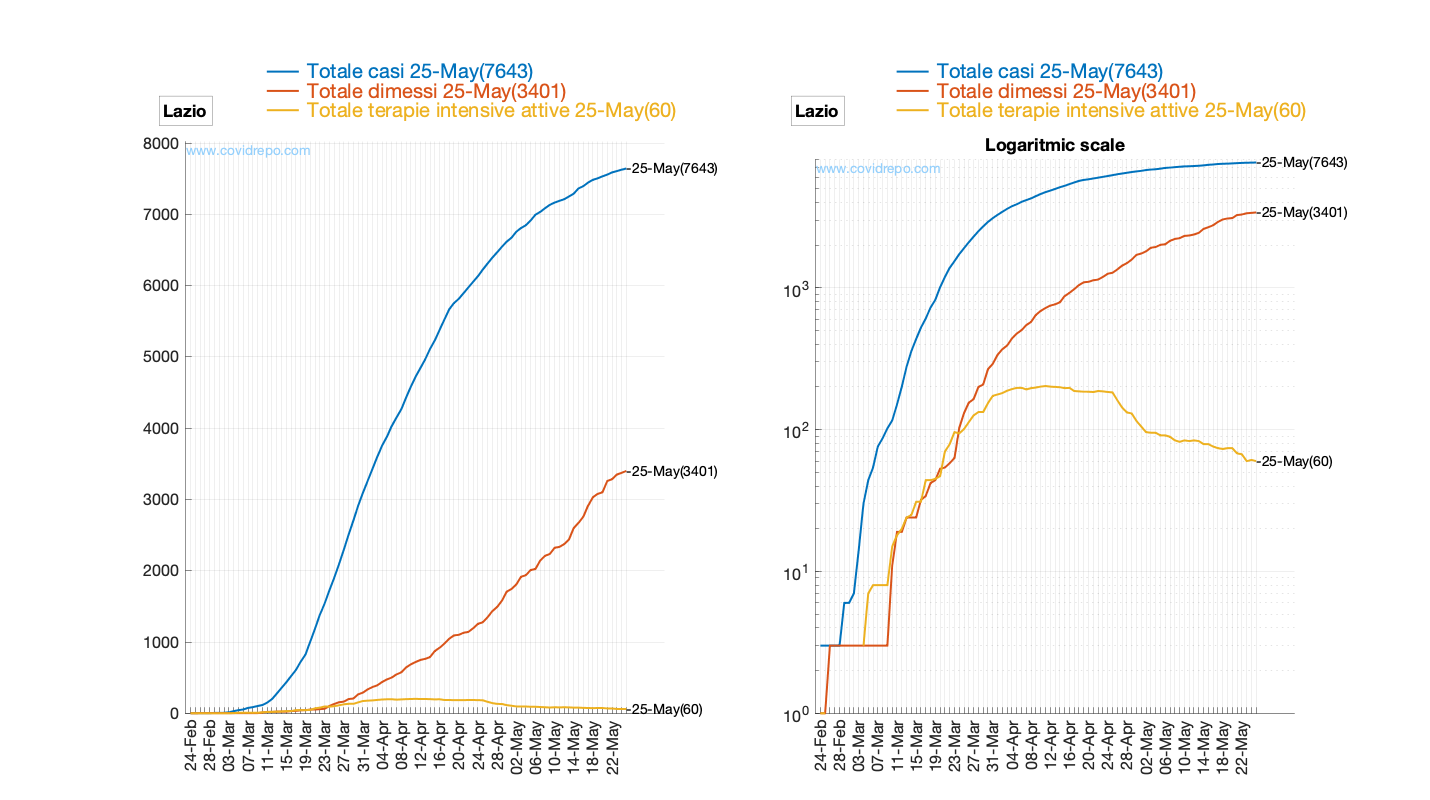 Totale casi 25-May(7643)
Totale dimessi 25-May(3401)
Totale terapie intensive attive 25-May(60)
Lazio
www.covidrepo.com
8000
7000
6000
5000
4000
3000
2000
1000
0
25-May(7643)
25-May(3401)
25-May(60)
24-Feb
28-Feb
03-Mar
07-Mar
11-Mar
15-Mar
19-Mar
23-Mar
27-Mar
31-Mar
04-Apr
08-Apr
12-Apr
16-Apr
20-Apr
24-Apr
28-Apr
02-May
06-May
10-May
14-May
18-May
22-May
Totale casi 25-May(7643)
Totale dimessi 25-May(3401)
Totale terapie intensive attive 25-May(60)
Lazio
Logaritmic scale
www.covidrepo.com
10³
10²
10¹
10⁰
25-May(7643)
25-May(3401)
25-May(60)
24-Feb
28-Feb
03-Mar
07-Mar
11-Mar
15-Mar
19-Mar
23-Mar
27-Mar
31-Mar
04-Apr
08-Apr
12-Apr
16-Apr
20-Apr
24-Apr
28-Apr
02-May
06-May
10-May
14-May
18-May
22-May